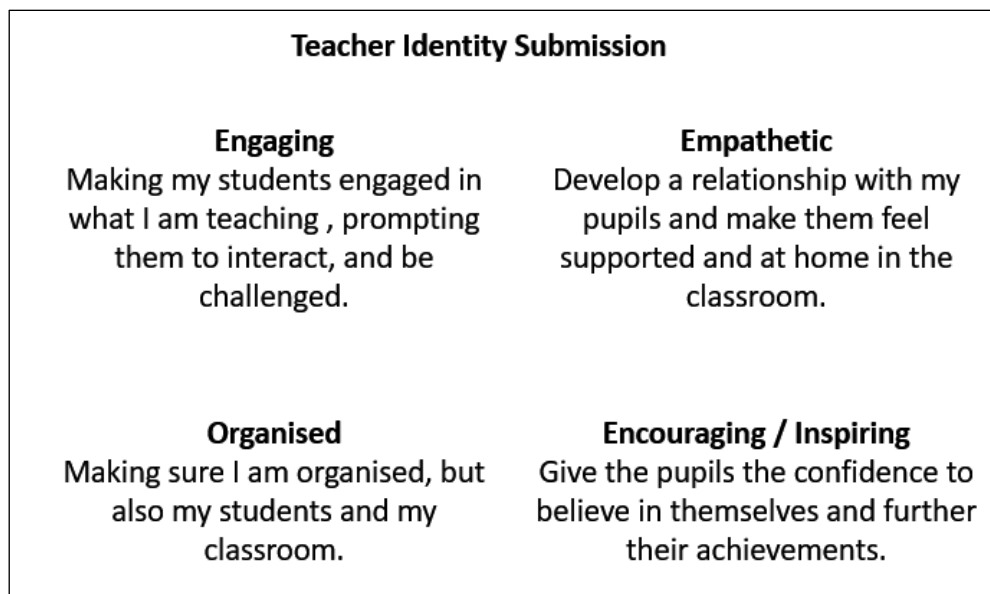 Teacher Identity Submission
Engaging
Making my students engaged in
what I am teaching , prompting
them to interact, and be
challenged.
Empathetic
Develop a relationship with my
pupils and make them feel
supported and at home in the
classroom.
Organised
Making sure I am organised, but
also my students and my
classroom.
Encouraging / Inspiring
Give the pupils the confidence to
believe in themselves and further
their achievements.